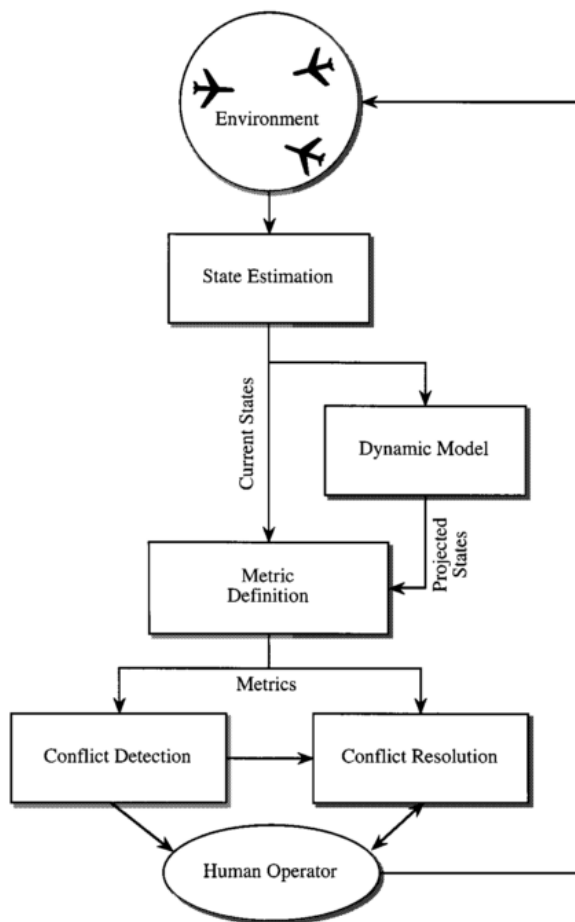 Environment
State Estimation
Current States
Dynamic Model
Projected
States
Metric
Definition
Metrics
Conflict Detection
Conflict Resolution
Human Operator